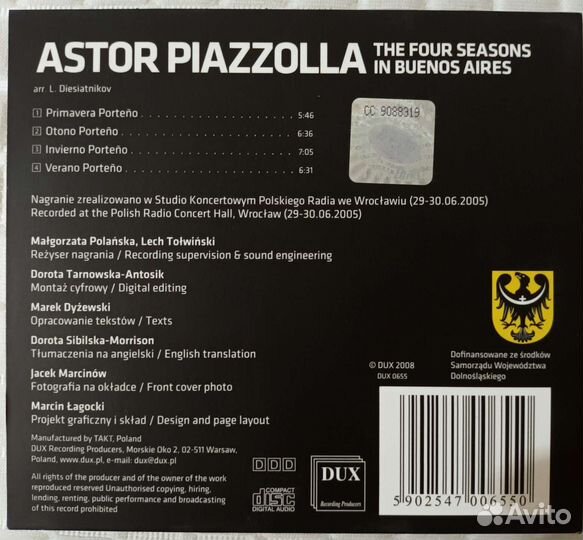 ASTOR PIAZZOLLA THE FOUR SEASONS
IN BUENOS AIRES
arr. L. Diesiatnikov
1 Primavera Porteño 5:46
2 Otono Porteño 6:36
3 Invierno Porteño 7:05
4 Verano Porteño 6:31
CC 9088319
Nagranie zrealizowano w Studio Koncertowym Polskiego Radia we Wrocławiu (29-30.06.2005)
Recorded at the Polish Radio Concert Hall, Wrocław (29-30.06.2005)
Małgorzata Polańska, Lech Tołwiński
Reżyser nagrania / Recording supervision & sound engineering
Dorota Tarnowska-Antosik
Montaż cyfrowy / Digital editing
Marek Dyżewski
Opracowanie tekstów / Texts
Dorota Sibilska-Morrison
Tłumaczenia na angielski / English translation
Jacek Marcinów
Fotografia na okładce / Front cover photo
Marcin Łagocki
Projekt graficzny i skład / Design and page layout
Manufactured by TAKT, Poland
DUX Recording Producers, Morskie Oko 2, 02-511 Warsaw,
Poland, www.dux.pl, e-mail: dux@dux.pl
All rights of the producer and of the owner of the work
reproduced reserved Unauthorised copying, hiring,
lending, renting, public performance and broadcasting
of this record prohibited
DDD
COMPACT
disc
DIGITAL AUDIO
DUX
Recording Producers
© DUX 2008
DUX 0655
Dofinansowane ze środków
Samorządu Województwa
Dolnośląskiego
5 902547 006550
Avito